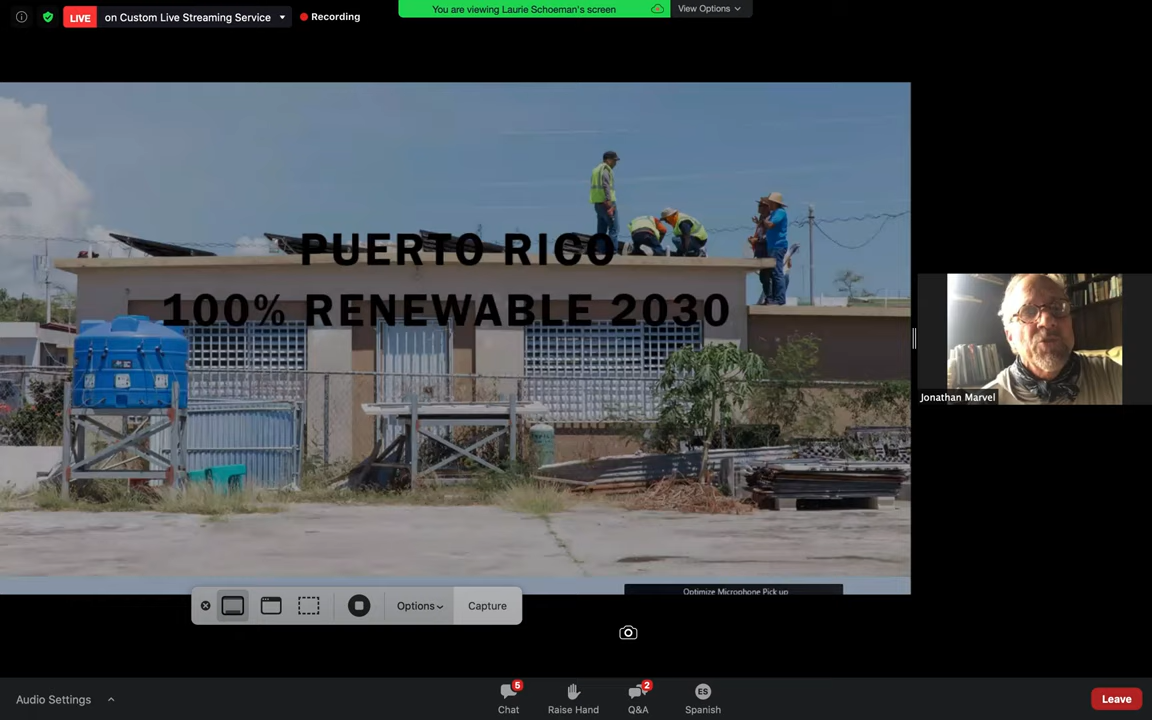 LIVE on Custom Live Streaming Service
Recording
You are viewing Laurie Schoeman's screen
View Options
PUERTO RICO
100% RENEWABLE 2030
Jonathan Marvel
Optimize Microphone Pick up
Options
Capture
Audio Settings
5
Chat
Raise Hand
2
Q&A
ES
Spanish
Leave